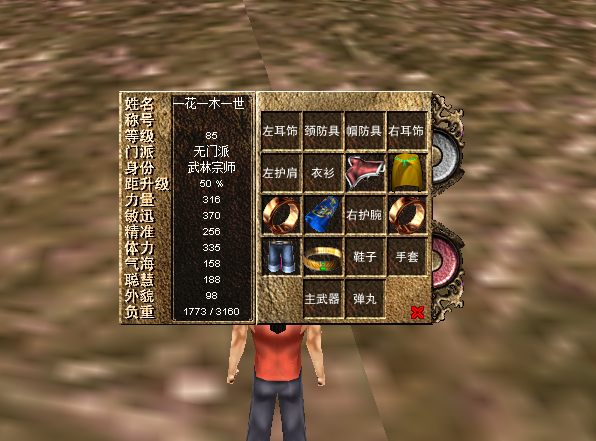 姓名 一花一木一世
称号
等级 85
门派 无门派
身份 武林宗师
距升级 50 %
力量 316
敏迅 370
精准 256
体力 335
气海 158
聪慧 188
外貌 98
负重 1773 / 3160
左耳饰 颈防具 帽防具 右耳饰
左护肩 衣衫
右护腕
鞋子 手套
主武器 弹丸